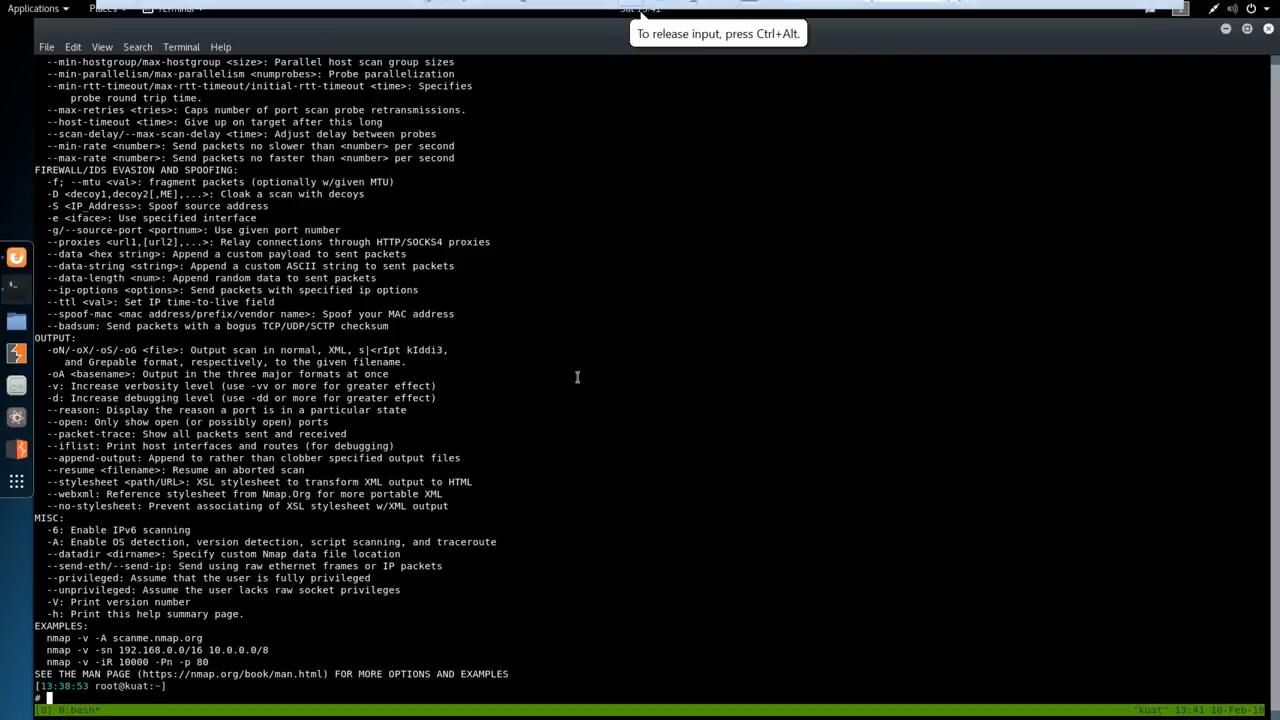 Applications
Places
Terminal
To release input, press Ctrl+Alt.
File Edit View Search Terminal Help
--min-hostgroup/max-hostgroup <size>: Parallel host scan group sizes
--min-parallelism/max-parallelism <numprobes>: Probe parallelization
--min-rtt-timeout/max-rtt-timeout/initial-rtt-timeout <time>: Specifies
probe round trip time.
--max-retries <tries>: Caps number of port scan probe retransmissions.
--host-timeout <time>: Give up on target after this long
--scan-delay/--max-scan-delay <time>: Adjust delay between probes
--min-rate <number>: Send packets no slower than <number> per second
--max-rate <number>: Send packets no faster than <number> per second
FIREWALL/IDS EVASION AND SPOOFING:
-f; --mtu <val>: fragment packets (optionally w/given MTU)
-D <decoy1,decoy2[,ME],...>: Cloak a scan with decoys
-S <IP_Address>: Spoof source address
-e <iface>: Use specified interface
-g/--source-port <portnum>: Use given port number
--proxies <url1,[url2],...>: Relay connections through HTTP/SOCKS4 proxies
--data <hex string>: Append a custom payload to sent packets
--data-string <string>: Append a custom ASCII string to sent packets
--data-length <num>: Append random data to sent packets
--ip-options <options>: Send packets with specified ip options
--ttl <val>: Set IP time-to-live field
--spoof-mac <mac address/prefix/vendor name>: Spoof your MAC address
--badsum: Send packets with a bogus TCP/UDP/SCTP checksum
OUTPUT:
-oN/-oX/-oS/-oG <file>: Output scan in normal, XML, s|<rIpt kIddi3,
and Grepable format, respectively, to the given filename.
-oA <basename>: Output in the three major formats at once
-v: Increase verbosity level (use -vv or more for greater effect)
-d: Increase debugging level (use -dd or more for greater effect)
--reason: Display the reason a port is in a particular state
--open: Only show open (or possibly open) ports
--packet-trace: Show all packets sent and received
--iflist: Print host interfaces and routes (for debugging)
--append-output: Append to rather than clobber specified output files
--resume <filename>: Resume an aborted scan
--stylesheet <path/URL>: XSL stylesheet to transform XML output to HTML
--webxml: Reference stylesheet from Nmap.Org for more portable XML
--no-stylesheet: Prevent associating of XSL stylesheet w/XML output
MISC:
-6: Enable IPv6 scanning
-A: Enable OS detection, version detection, script scanning, and traceroute
--datadir <dirname>: Specify custom Nmap data file location
--send-eth/--send-ip: Send using raw ethernet frames or IP packets
--privileged: Assume that the user is fully privileged
--unprivileged: Assume the user lacks raw socket privileges
-V: Print version number
-h: Print this help summary page.
EXAMPLES:
nmap -v -A scanme.nmap.org
nmap -v -sn 192.168.0.0/16 10.0.0.0/8
nmap -v -iR 10000 -Pn -p 80
SEE THE MAN PAGE (https://nmap.org/book/man.html) FOR MORE OPTIONS AND EXAMPLES
[13:38:53 root@kuat:~]
#
[0] 0:bash* "kuat" 13:41 10-Feb-18